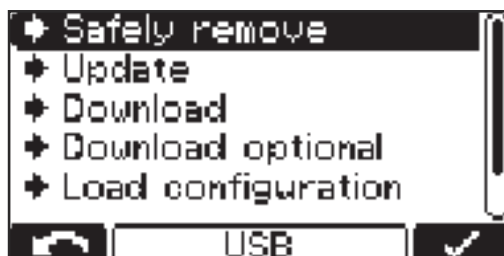 Safely remove
Update
Download
Download optional
Load configuration
USB